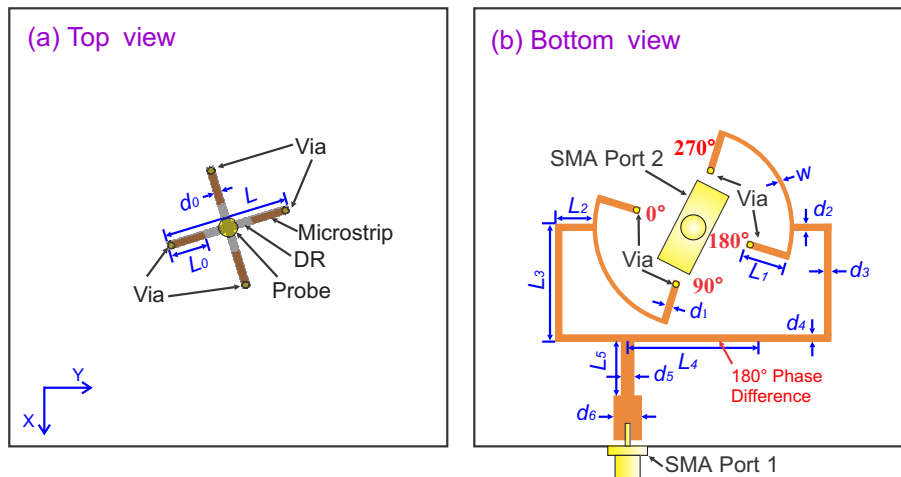 (a) Top view
Via
d0
L
L0
Microstrip
DR
Probe
Via
Y
X
(b) Bottom view
SMA Port 2
270°
w
Via
L2
0°
d2
180°
L1
L3
Via
90°
d3
d1
d4
L5
L4
d5
180° Phase
Difference
d6
SMA Port 1